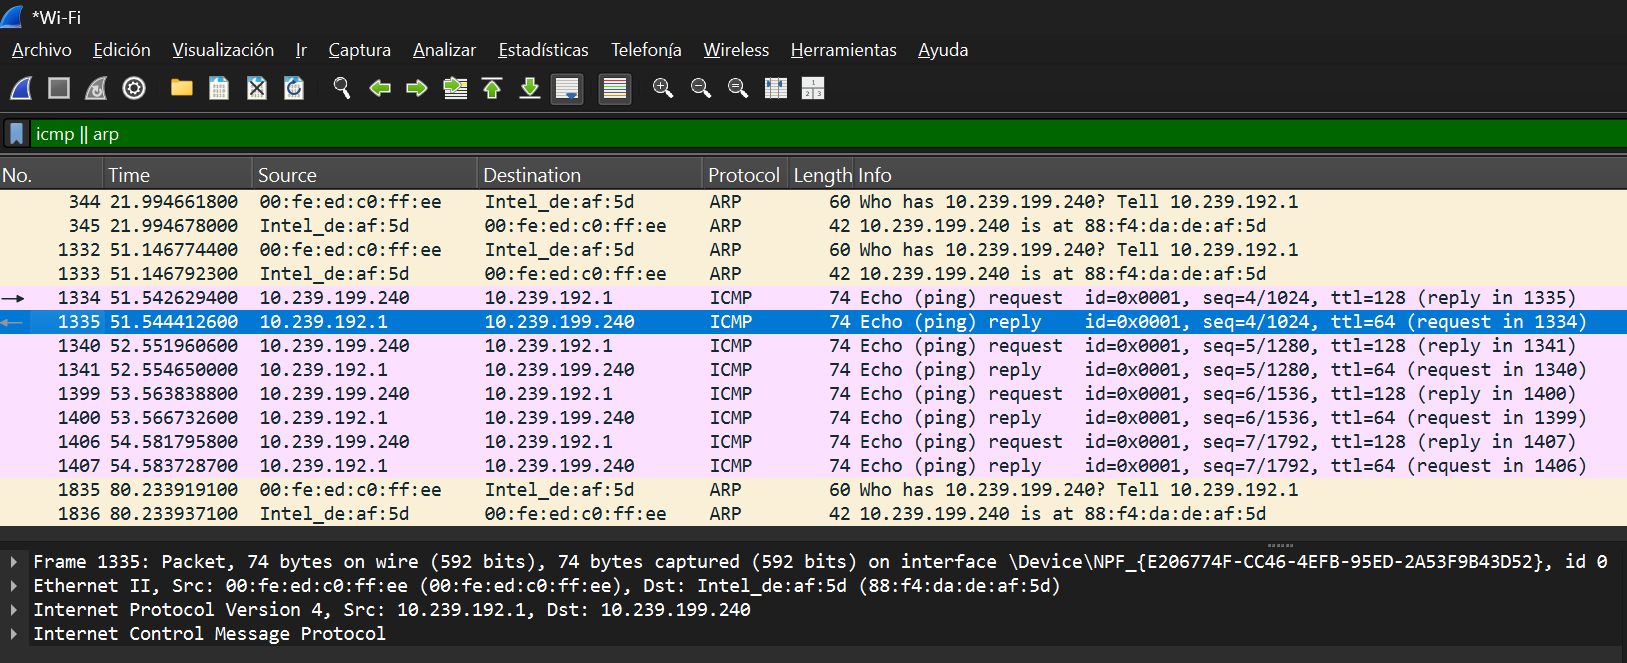 *Wi-Fi
Archivo Edición Visualización Ir Captura Analizar Estadísticas Telefonía Wireless Herramientas Ayuda
icmp || arp
No. Time Source Destination Protocol Length Info
344 21.994661800 00:fe:ed:c0:ff:ee Intel_de:af:5d ARP 60 Who has 10.239.199.240? Tell 10.239.192.1
345 21.994678000 Intel_de:af:5d 00:fe:ed:c0:ff:ee ARP 42 10.239.199.240 is at 88:f4:da:de:af:5d
1332 51.146774400 00:fe:ed:c0:ff:ee Intel_de:af:5d ARP 60 Who has 10.239.199.240? Tell 10.239.192.1
1333 51.146792300 Intel_de:af:5d 00:fe:ed:c0:ff:ee ARP 42 10.239.199.240 is at 88:f4:da:de:af:5d
1334 51.542629400 10.239.199.240 10.239.192.1 ICMP 74 Echo (ping) request id=0x0001, seq=4/1024, ttl=128 (reply in 1335)
1335 51.544412600 10.239.192.1 10.239.199.240 ICMP 74 Echo (ping) reply id=0x0001, seq=4/1024, ttl=64 (request in 1334)
1340 52.551960600 10.239.199.240 10.239.192.1 ICMP 74 Echo (ping) request id=0x0001, seq=5/1280, ttl=128 (reply in 1341)
1341 52.554650000 10.239.192.1 10.239.199.240 ICMP 74 Echo (ping) reply id=0x0001, seq=5/1280, ttl=64 (request in 1340)
1399 53.563838800 10.239.199.240 10.239.192.1 ICMP 74 Echo (ping) request id=0x0001, seq=6/1536, ttl=128 (reply in 1400)
1400 53.566732600 10.239.192.1 10.239.199.240 ICMP 74 Echo (ping) reply id=0x0001, seq=6/1536, ttl=64 (request in 1399)
1406 54.581795800 10.239.199.240 10.239.192.1 ICMP 74 Echo (ping) request id=0x0001, seq=7/1792, ttl=128 (reply in 1407)
1407 54.583728700 10.239.192.1 10.239.199.240 ICMP 74 Echo (ping) reply id=0x0001, seq=7/1792, ttl=64 (request in 1406)
1835 80.233919100 00:fe:ed:c0:ff:ee Intel_de:af:5d ARP 60 Who has 10.239.199.240? Tell 10.239.192.1
1836 80.233937100 Intel_de:af:5d 00:fe:ed:c0:ff:ee ARP 42 10.239.199.240 is at 88:f4:da:de:af:5d
Frame 1335: Packet, 74 bytes on wire (592 bits), 74 bytes captured (592 bits) on interface \Device\NPF_{E206774F-CC46-4EFB-95ED-2A53F9B43D52}, id 0
Ethernet II, Src: 00:fe:ed:c0:ff:ee (00:fe:ed:c0:ff:ee), Dst: Intel_de:af:5d (88:f4:da:de:af:5d)
Internet Protocol Version 4, Src: 10.239.192.1, Dst: 10.239.199.240
Internet Control Message Protocol